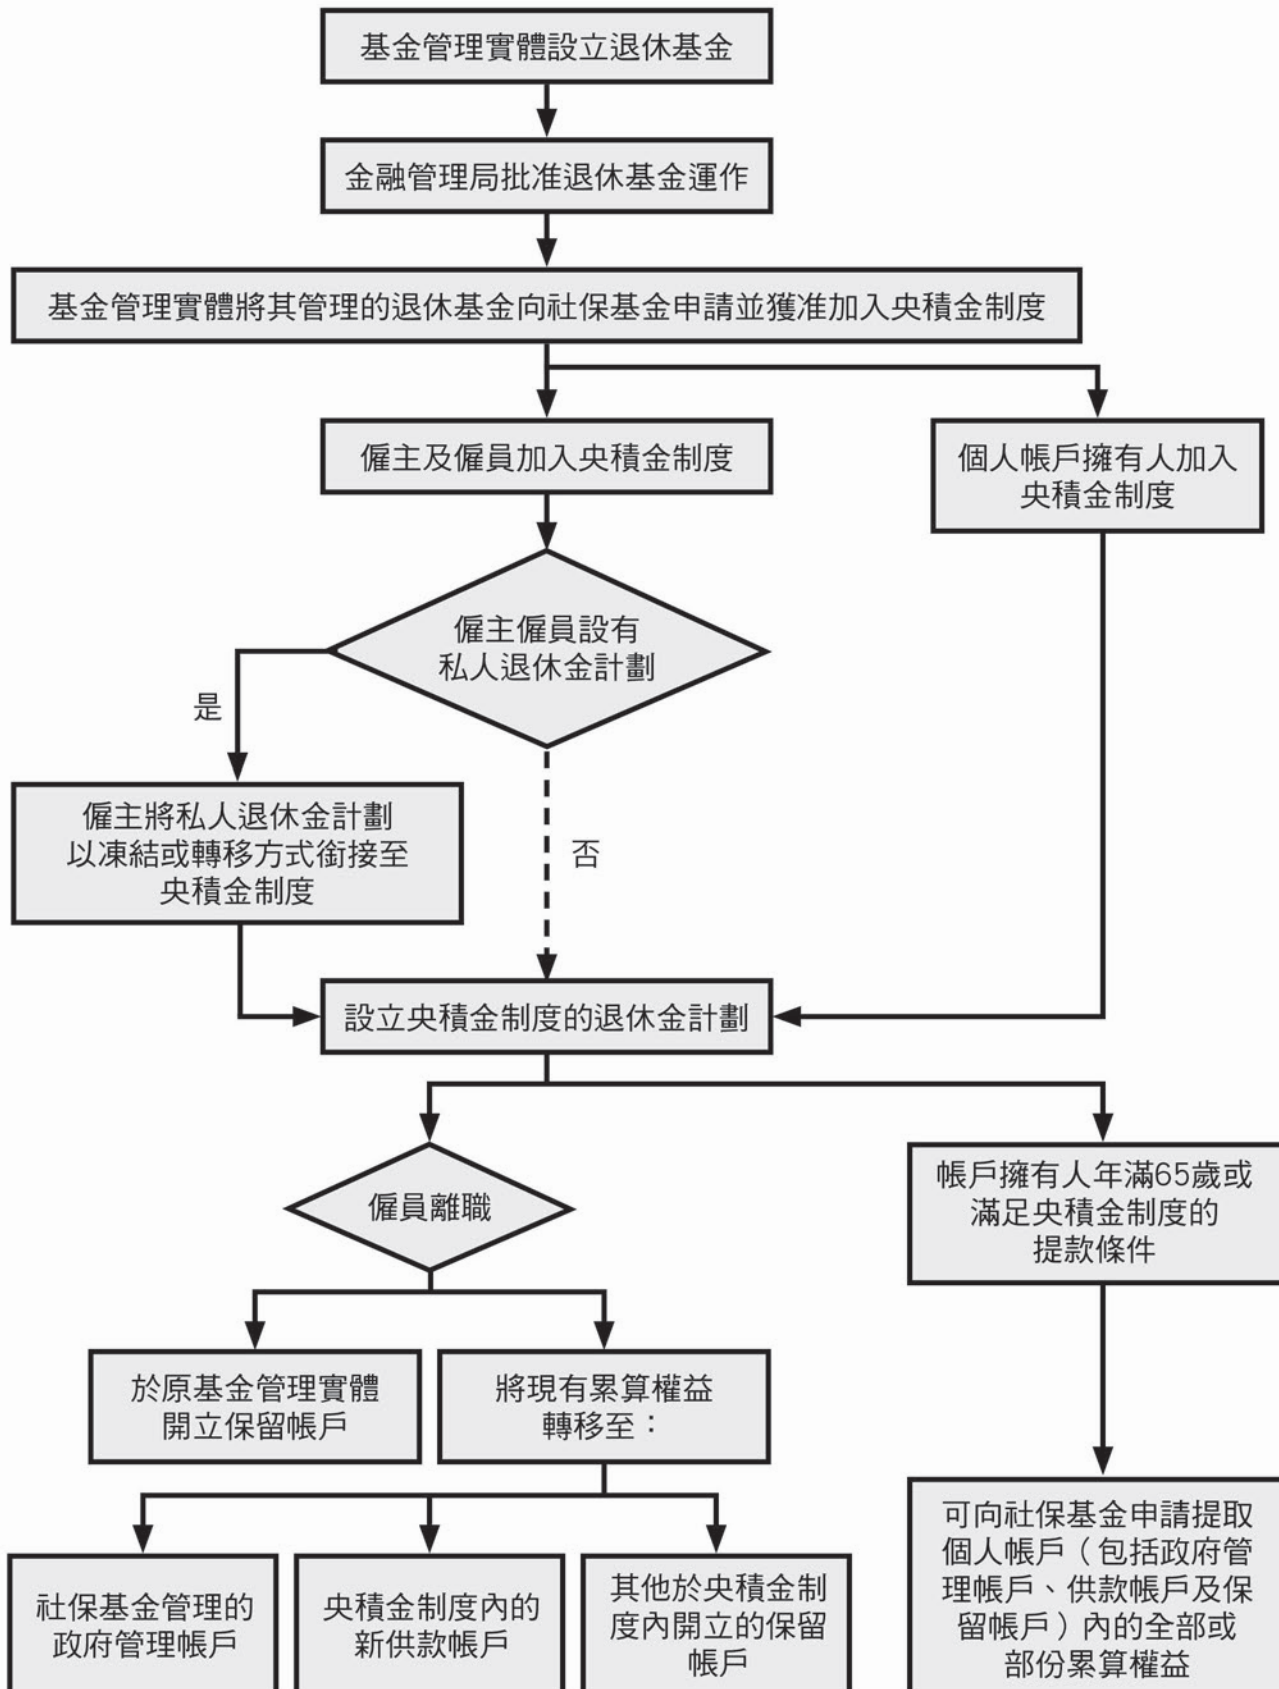 基金管理實體設立退休基金
金融管理局批准退休基金運作
基金管理實體將其管理的退休基金向社保基金申請並獲准加入央積金制度
僱主及僱員加入央積金制度
個人帳戶擁有人加入
央積金制度
僱主僱員設有
私人退休金計劃
是
僱主將私人退休金計劃
以凍結或轉移方式銜接至
央積金制度
否
設立央積金制度的退休金計劃
僱員離職
帳戶擁有人年滿65歲或
滿足央積金制度的
提款條件
於原基金管理實體
開立保留帳戶
將現有累算權益
轉移至：
社保基金管理的
政府管理帳戶
央積金制度內的
新供款帳戶
其他於央積金制
度內開立的保留
帳戶
可向社保基金申請提取
個人帳戶（包括政府管
理帳戶、供款帳戶及保
留帳戶）內的全部或
部份累算權益